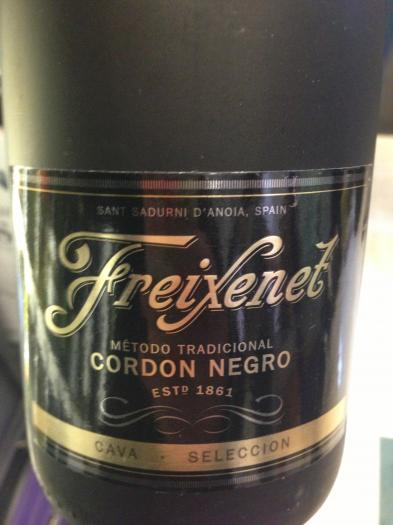 SANT SADURNI D'ANOIA, SPAIN
Freixenet
MÉTODO TRADICIONAL
CORDON NEGRO
ESTD 1861
CAVA · SELECCION